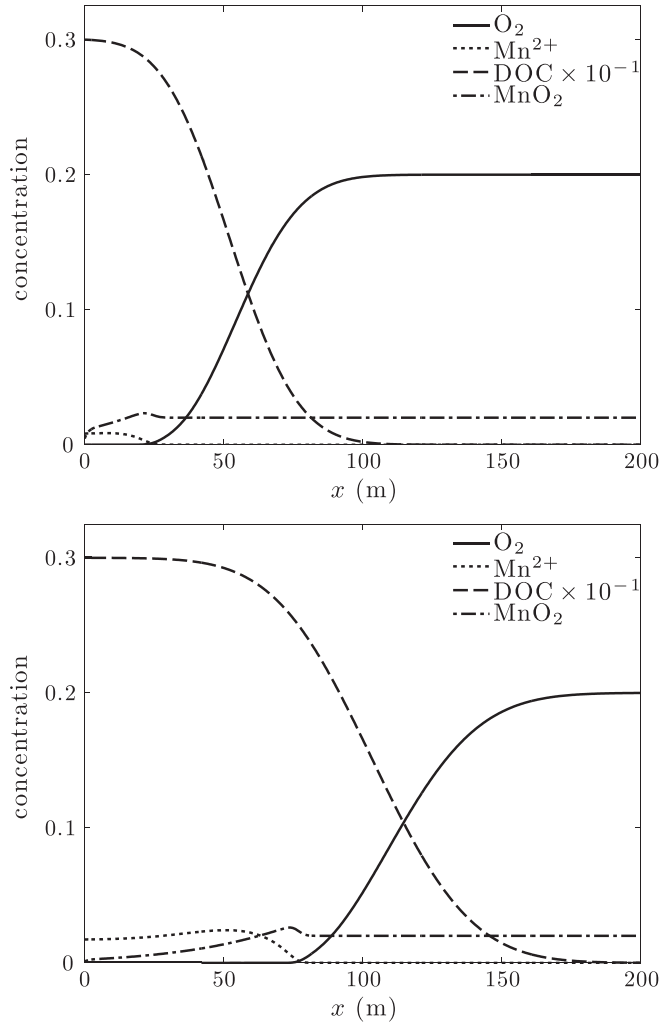 0.3
0.2
0.1
0
concentration
O₂
Mn²⁺
DOC × 10⁻¹
MnO₂
0 50 100 150 200
x (m)
0.3
0.2
0.1
0
concentration
O₂
Mn²⁺
DOC × 10⁻¹
MnO₂
0 50 100 150 200
x (m)